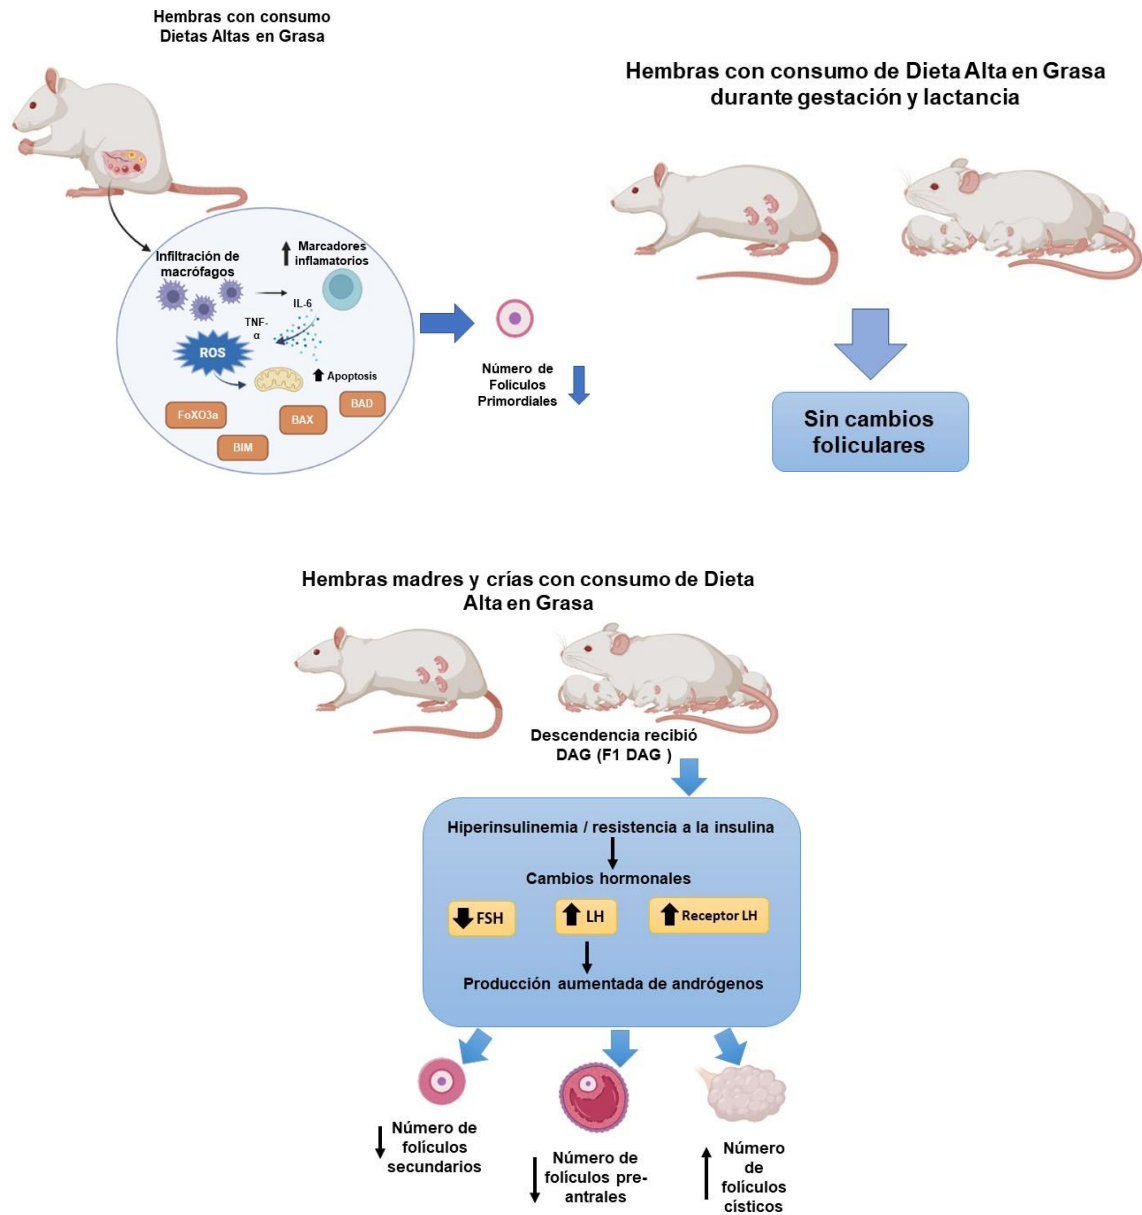 Hembras con consumo
Dietas Altas en Grasa
Infiltración de
macrófagos
Marcadores
inflamatorios
IL-6
TNF-
α
ROS
Apoptosis
FoXO3a
BIM
BAX
BAD
Número de
Folículos
Primordiales
Hembras con consumo de Dieta Alta en Grasa
durante gestación y lactancia
Sin cambios
foliculares
Hembras madres y crías con consumo de Dieta
Alta en Grasa
Descendencia recibió
DAG (F1 DAG )
Hiperinsulinemia / resistencia a la insulina
Cambios hormonales
FSH
LH
Receptor LH
Producción aumentada de andrógenos
Número de
folículos
secundarios
Número de
folículos pre-
antrales
Número
de
folículos
císticos